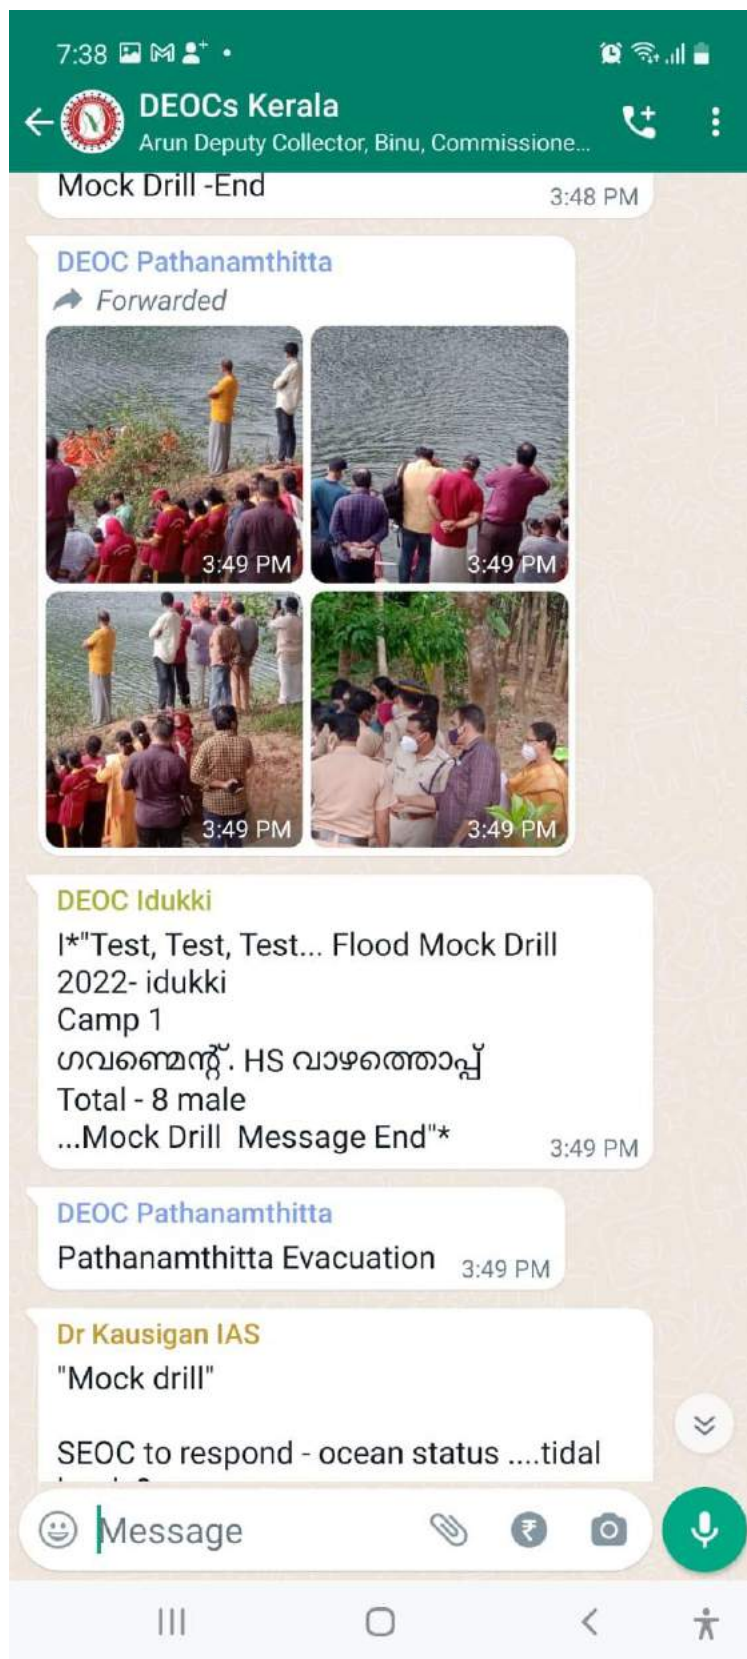 7:38
DEOCs Kerala
Arun Deputy Collector, Binu, Commissione...
Mock Drill -End
3:48 PM
DEOC Pathanamthitta
Forwarded
3:49 PM
3:49 PM
3:49 PM
3:49 PM
DEOC Idukki
I*"Test, Test, Test... Flood Mock Drill
2022- idukki
Camp 1
ഗവണ്മെന്റ്. HS വാഴത്തോപ്പ്
Total - 8 male
...Mock Drill Message End"*
3:49 PM
DEOC Pathanamthitta
Pathanamthitta Evacuation
3:49 PM
Dr Kausigan IAS
"Mock drill"
SEOC to respond - ocean status ....tidal
Message